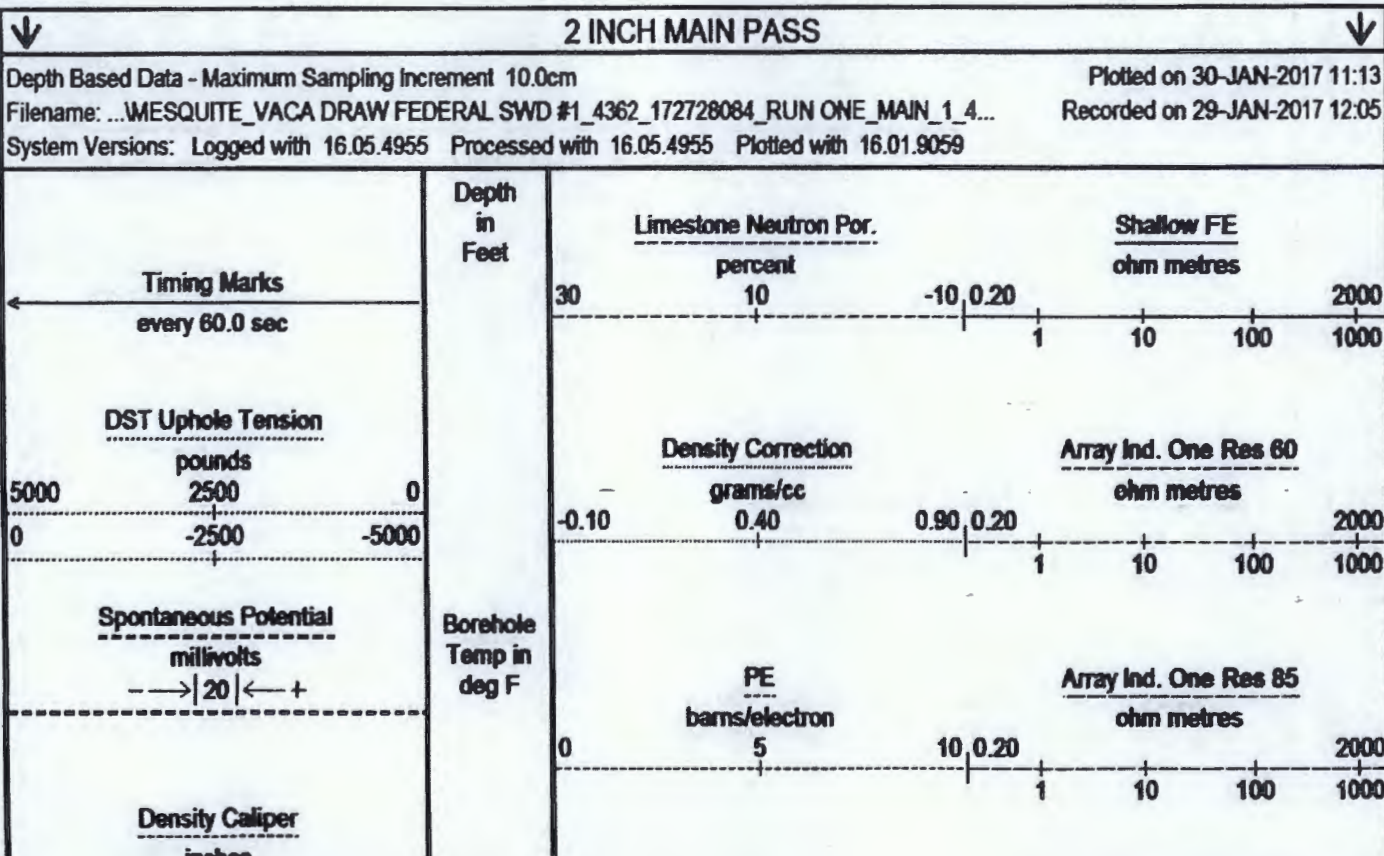 2 INCH MAIN PASS
Depth Based Data - Maximum Sampling Increment 10.0cm
Plotted on 30-JAN-2017 11:13
Filename: ...\MESQUITE_VACA DRAW FEDERAL SWD #1_4362_172728084_RUN ONE_MAIN_1_4...
Recorded on 29-JAN-2017 12:05
System Versions: Logged with 16.05.4955 Processed with 16.05.4955 Plotted with 16.01.9059
Timing Marks
every 60.0 sec
DST Uphole Tension
pounds
5000 2500 0
0 -2500 -5000
Spontaneous Potential
millivolts
--->|20|<--- +
Density Caliper
inches
Depth
in
Feet
Borehole
Temp in
deg F
Limestone Neutron Por.
percent
30 10 -10
Shallow FE
ohm metres
0.20 2000
1 10 100 1000
Density Correction
grams/cc
-0.10 0.40 0.90
Array Ind. One Res 60
ohm metres
0.20 2000
1 10 100 1000
PE
barns/electron
0 5 10
Array Ind. One Res 85
ohm metres
0.20 2000
1 10 100 1000